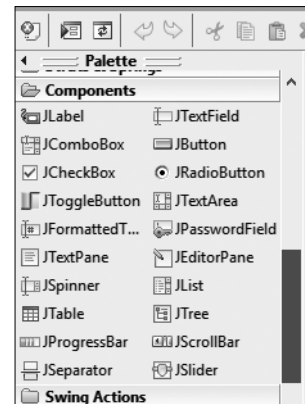 Palette
Components
JLabel JTextField
JComboBox JButton
JCheckBox JRadioButton
JToggleButton JTextArea
JFormattedT... JPasswordField
JTextPane JEditorPane
JSpinner JList
JTable JTree
JProgressBar JScrollBar
JSeparator JSlider
Swing Actions